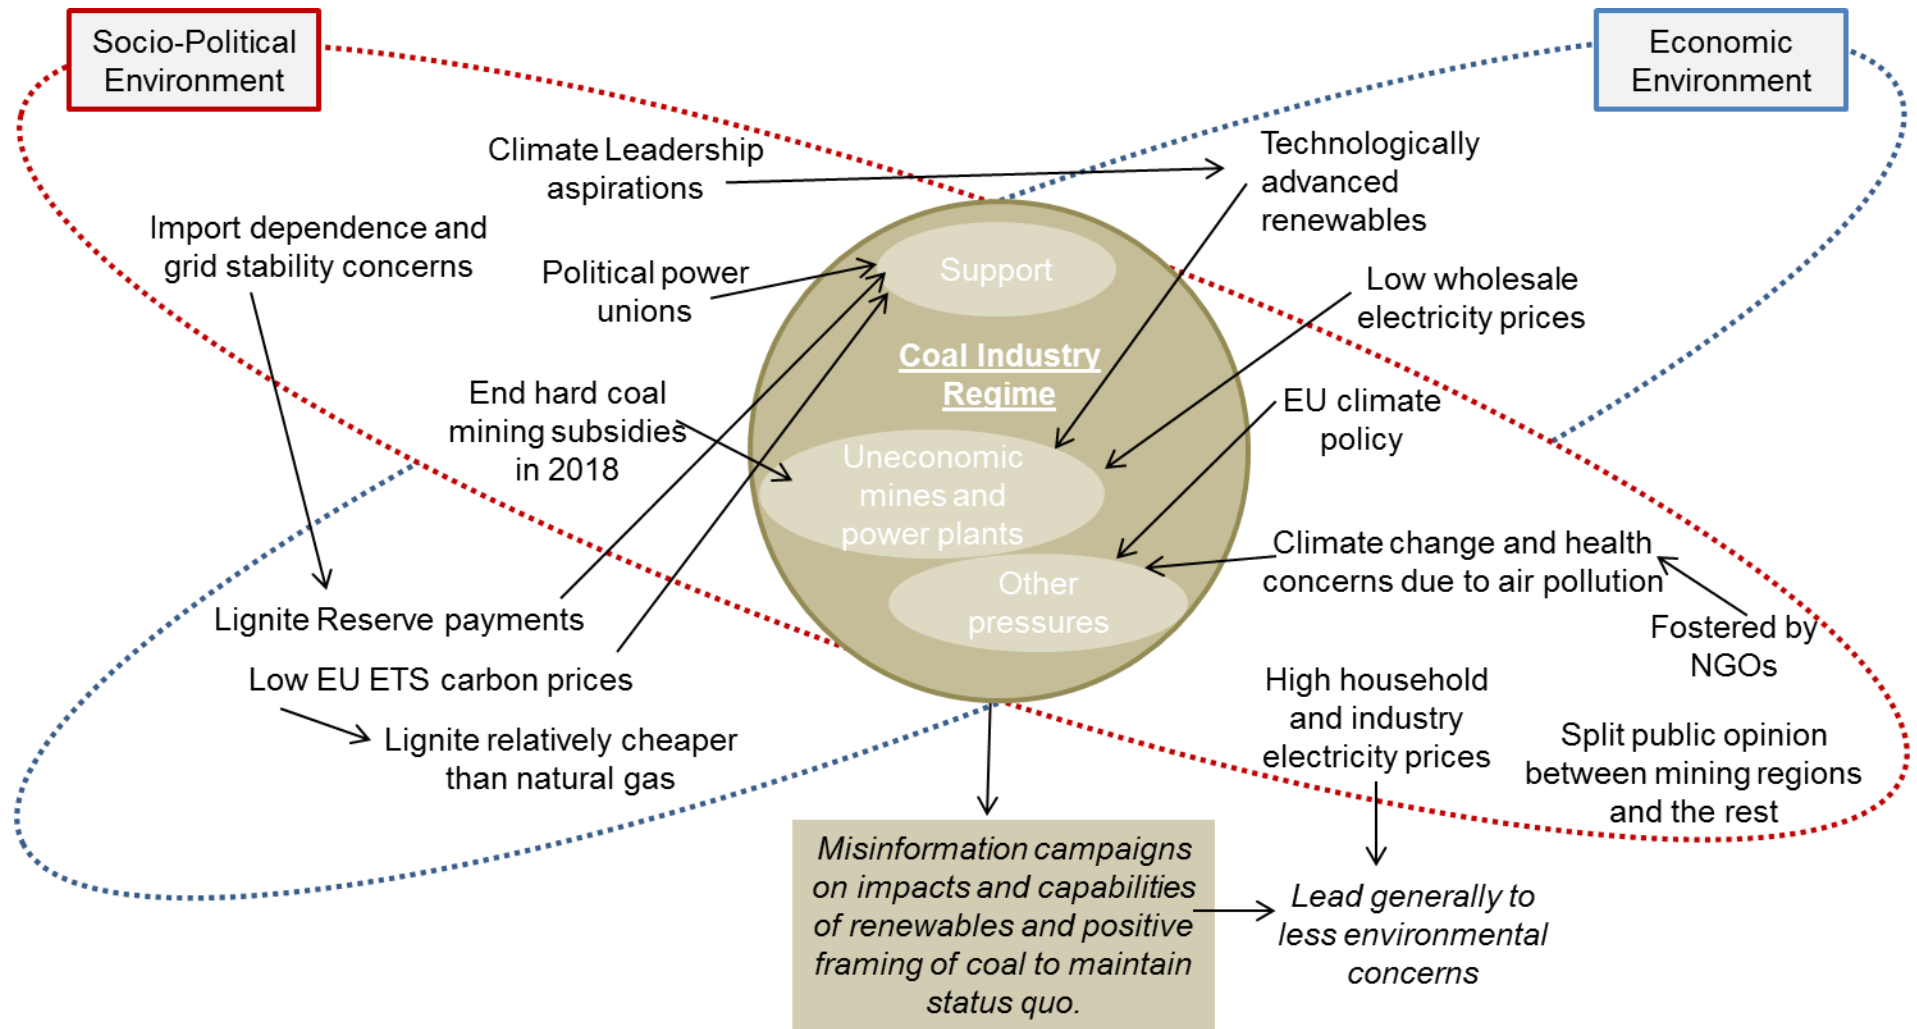 Socio-Political
Environment
Economic
Environment
Climate Leadership
aspirations
Technologically
advanced
renewables
Import dependence and
grid stability concerns
Political power
unions
Support
Low wholesale
electricity prices
Coal Industry
Regime
End hard coal
mining subsidies
in 2018
EU climate
policy
Uneconomic
mines and
power plants
Climate change and health
concerns due to air pollution
Other
pressures
Lignite Reserve payments
Fostered by
NGOs
Low EU ETS carbon prices
High household
and industry
electricity prices
Lignite relatively cheaper
than natural gas
Split public opinion
between mining regions
and the rest
Misinformation campaigns
on impacts and capabilities
of renewables and positive
framing of coal to maintain
status quo.
Lead generally to
less environmental
concerns